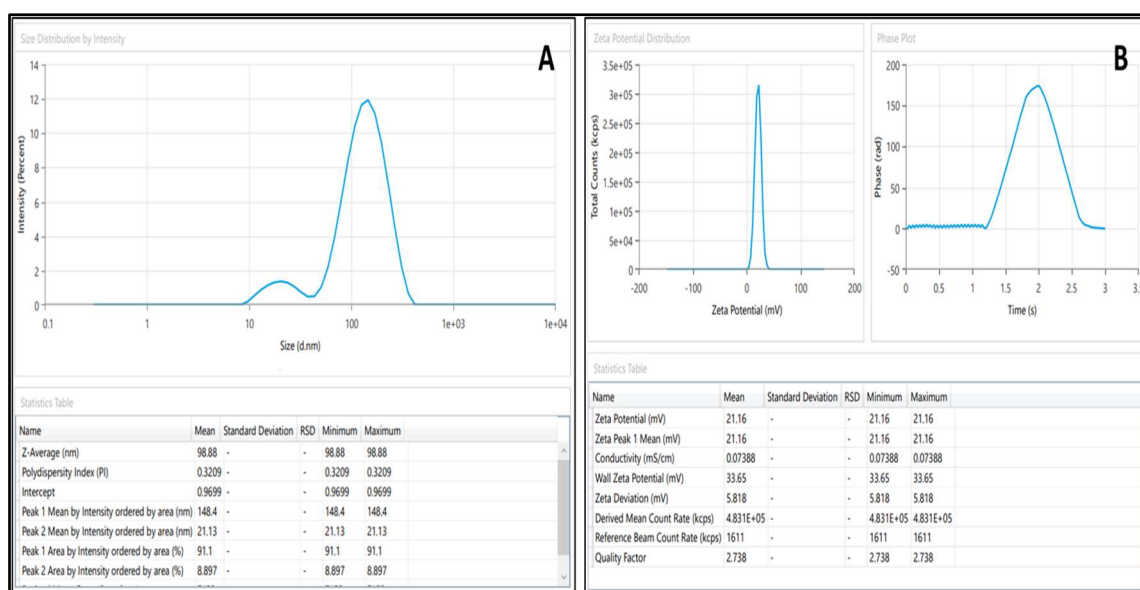 Size Distribution by Intensity
A
14
12
10
8
6
4
2
0
Intensity (Percent)
0.1 1 10 100 1e+03 1e+04
Size (d.nm)
Statistics Table
Name Mean Standard Deviation RSD Minimum Maximum
Z-Average (nm) 98.88 - - 98.88 98.88
Polydispersity Index (PI) 0.3209 - - 0.3209 0.3209
Intercept 0.9699 - - 0.9699 0.9699
Peak 1 Mean by Intensity ordered by area (nm) 148.4 - - 148.4 148.4
Peak 2 Mean by Intensity ordered by area (nm) 21.13 - - 21.13 21.13
Peak 1 Area by Intensity ordered by area (%) 91.1 - - 91.1 91.1
Peak 2 Area by Intensity ordered by area (%) 8.897 - - 8.897 8.897
Zeta Potential Distribution
3.5e+05
3e+05
2.5e+05
2e+05
1.5e+05
1e+05
5e+04
0
Total Counts (kcps)
-200 -100 0 100 200
Zeta Potential (mV)
Phase Plot
B
200
150
100
50
0
-50
Phase (rad)
0 0.5 1 1.5 2 2.5 3 3.5
Time (s)
Statistics Table
Name Mean Standard Deviation RSD Minimum Maximum
Zeta Potential (mV) 21.16 - - 21.16 21.16
Zeta Peak 1 Mean (mV) 21.16 - - 21.16 21.16
Conductivity (mS/cm) 0.07388 - - 0.07388 0.07388
Wall Zeta Potential (mV) 33.65 - - 33.65 33.65
Zeta Deviation (mV) 5.818 - - 5.818 5.818
Derived Mean Count Rate (kcps) 4.831E+05 - - 4.831E+05 4.831E+05
Reference Beam Count Rate (kcps) 1611 - - 1611 1611
Quality Factor 2.738 - - 2.738 2.738